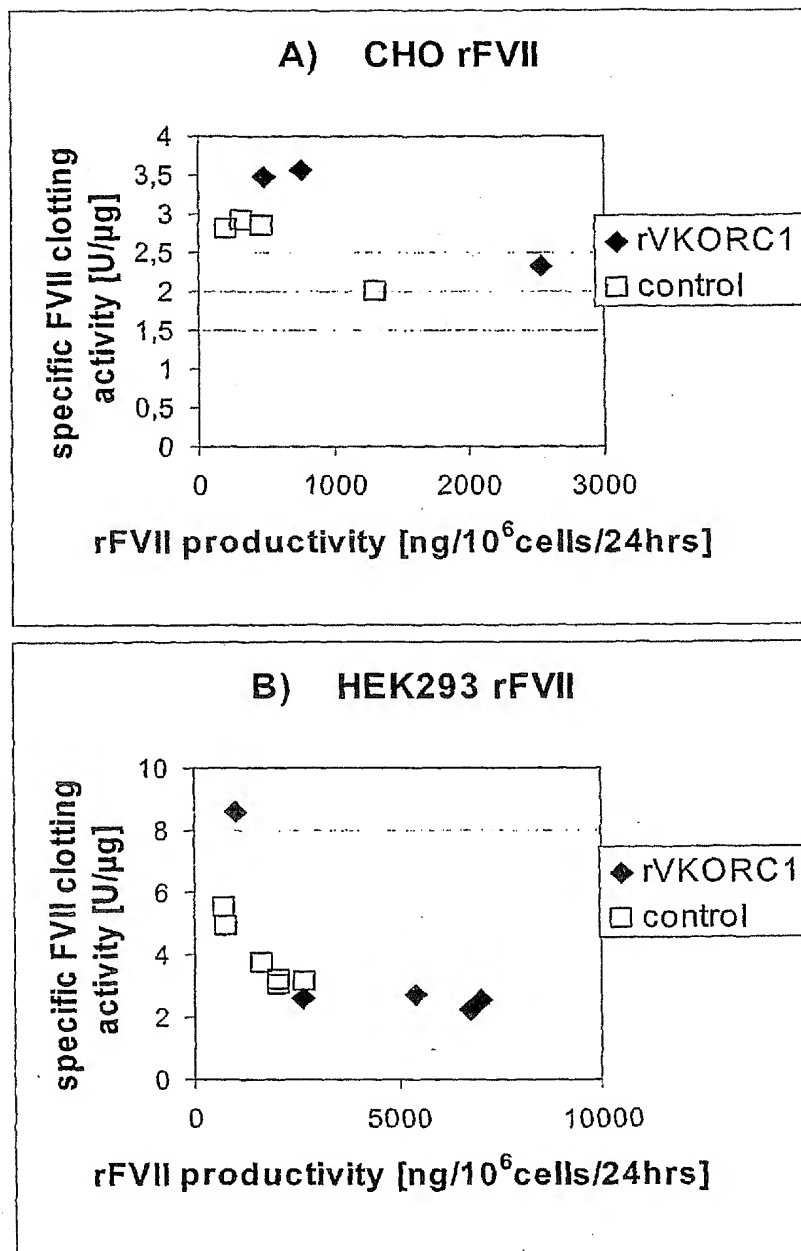 A) CHO rFVII
specific FVII clotting
activity [U/µg]
4
3,5
3
2,5
2
1,5
1
0,5
0
0 1000 2000 3000
rFVII productivity [ng/10⁶cells/24hrs]
rVKORC1
control
B) HEK293 rFVII
specific FVII clotting
activity [U/µg]
10
8
6
4
2
0
0 5000 10000
rFVII productivity [ng/10⁶cells/24hrs]
rVKORC1
control